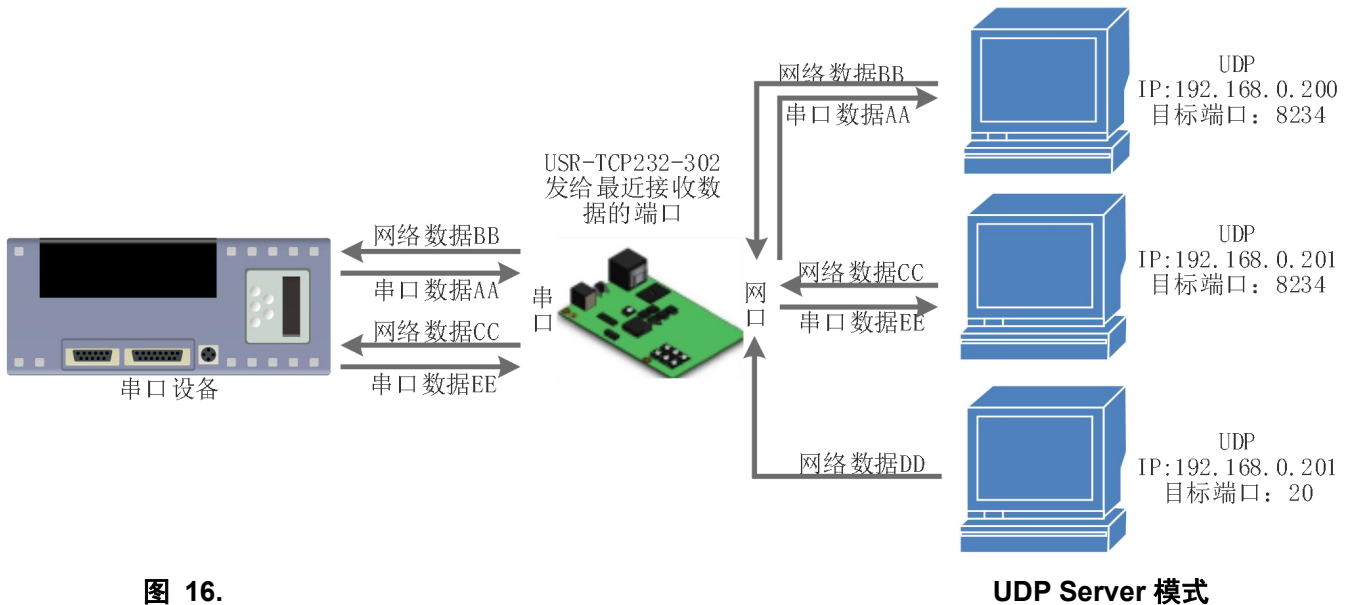 网络数据BB
串口数据AA
UDP
IP:192.168.0.200
目标端口：8234
USR-TCP232-302
发给最近接收数
据的端口
网络数据BB
串口数据AA
网络数据CC
串口数据EE
串口设备
串口
网口
网络数据CC
串口数据EE
UDP
IP:192.168.0.201
目标端口：8234
网络数据DD
UDP
IP:192.168.0.201
目标端口：20
图 16.
UDP Server 模式